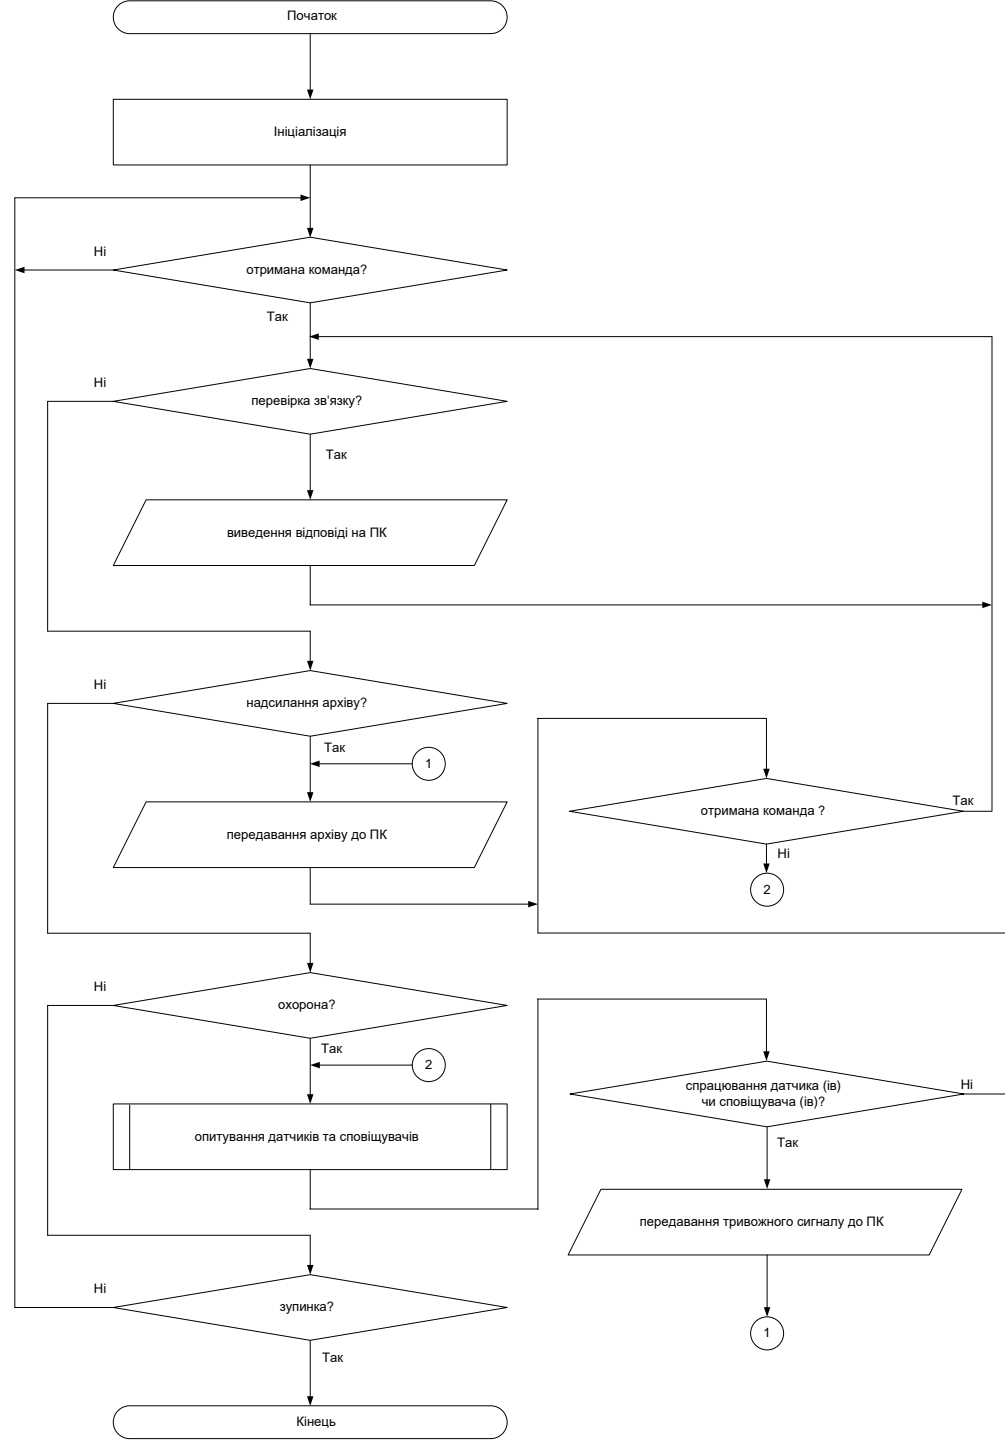 Початок
Ініціалізація
Ні
отримана команда?
Так
Ні
перевірка зв'язку?
Так
виведення відповіді на ПК
Ні
надсилання архіву?
Так
1
передавання архіву до ПК
отримана команда ?
Так
Ні
2
Ні
охорона?
Так
2
опитування датчиків та сповіщувачів
спрацювання датчика (ів)
чи сповіщувача (ів)?
Ні
Так
передавання тривожного сигналу до ПК
1
Ні
зупинка?
Так
Кінець